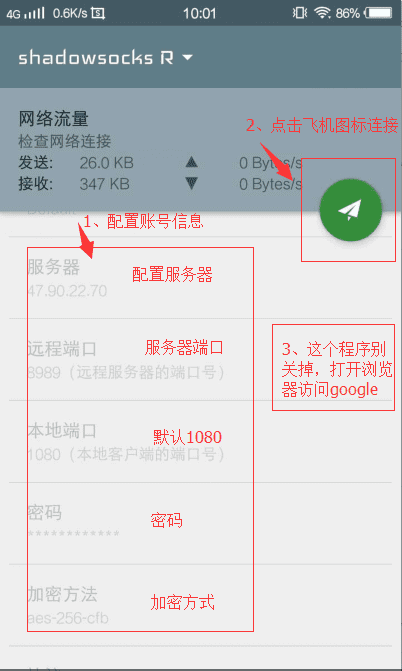 4G 0.6K/s 10:01 86%
shadowsocks R
网络流量
检查网络连接
发送: 26.0 KB ▲ 0 Bytes/s
接收: 347 KB ▼ 0 Bytes/s
2、点击飞机图标连接
1、配置账号信息
服务器
配置服务器
47.90.22.70
远程端口
服务器端口
8989（远程服务器的端口号）
3、这个程序别
关掉，打开浏览
器访问google
本地端口
默认1080
1080（本地客户端的端口号）
密码
密码
************
加密方法
加密方式
aes-256-cfb